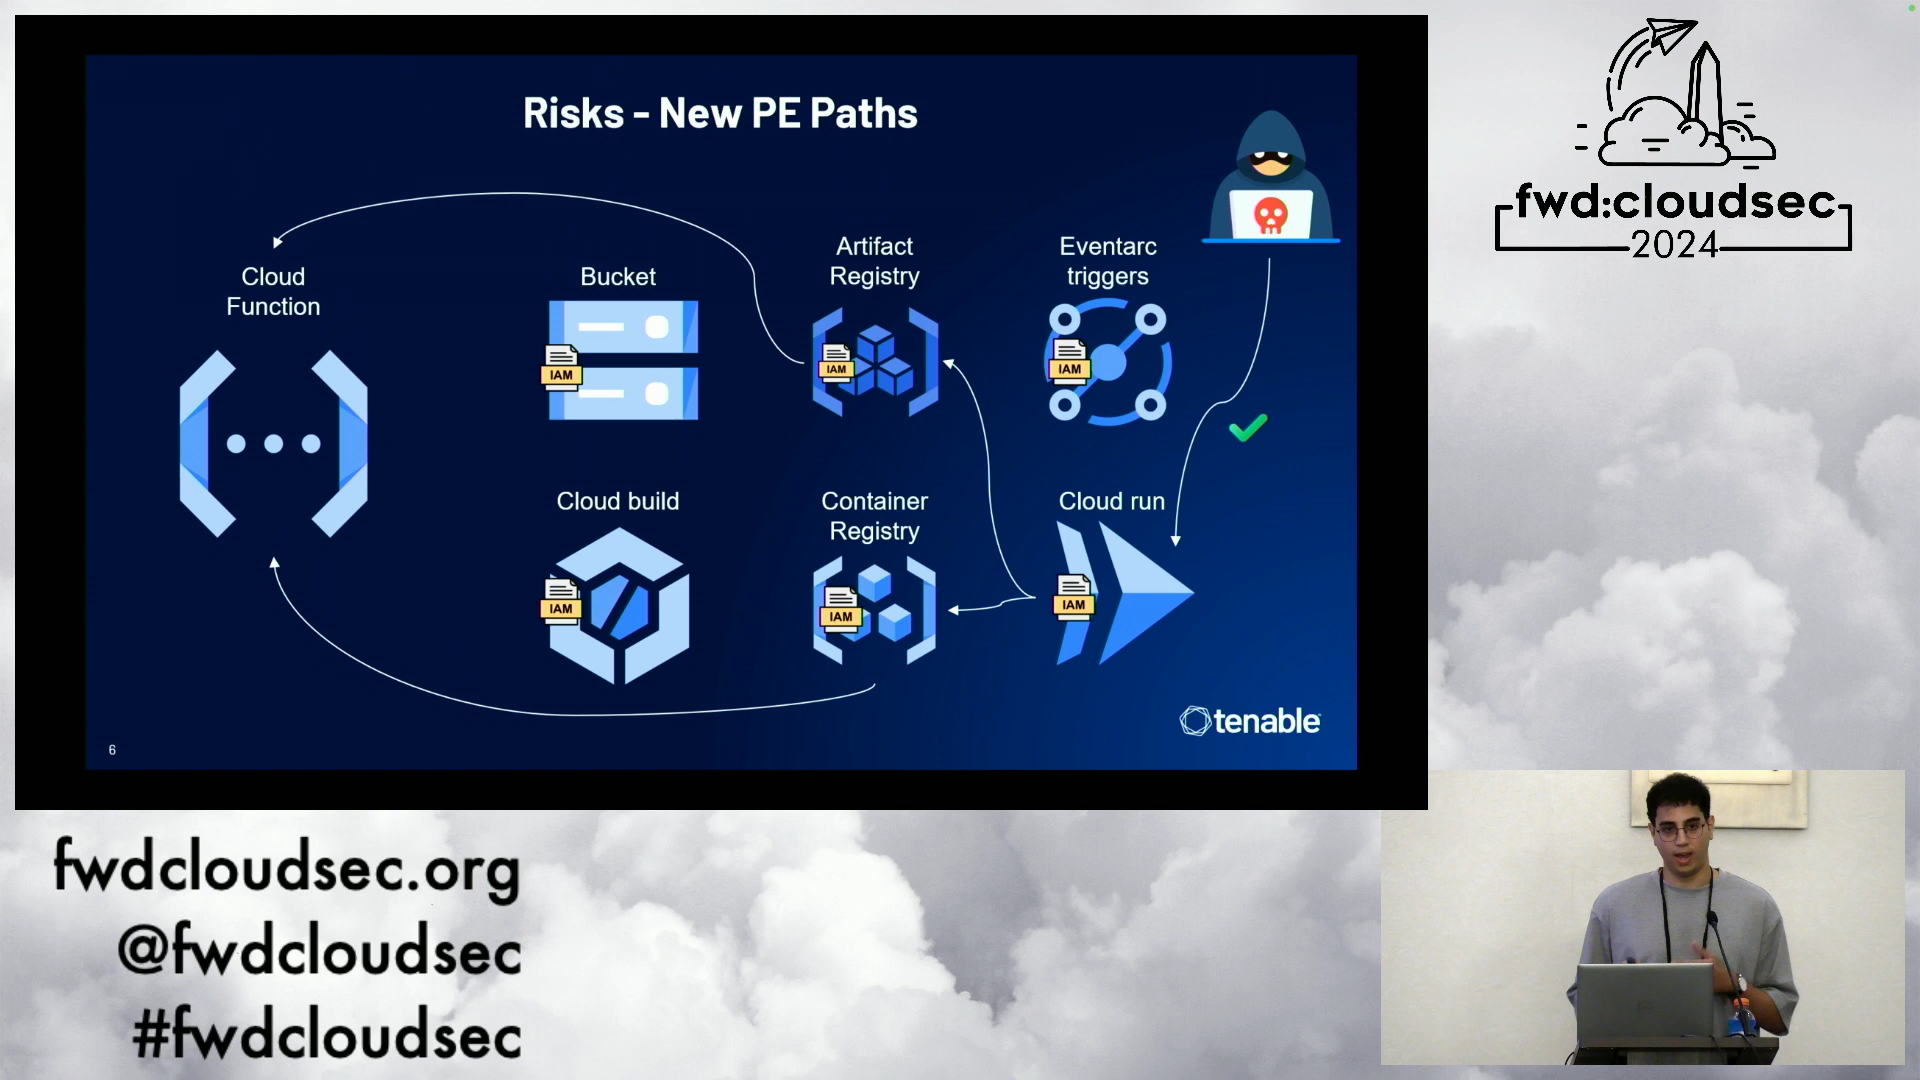 Risks - New PE Paths
Cloud
Function
Bucket
Artifact
Registry
Eventarc
triggers
IAM
IAM
IAM
Cloud build
Container
Registry
Cloud run
IAM
IAM
IAM
tenable
6
fwd:cloudsec
2024
fwdcloudsec.org
@fwdcloudsec
#fwdcloudsec